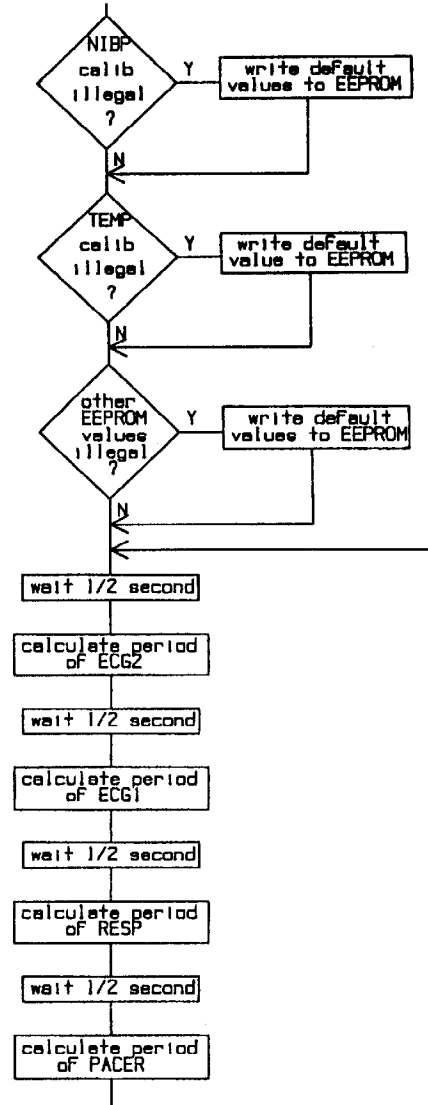 NIBP
calib
illegal
?
Y
write default
values to EEPROM
N
TEMP
calib
illegal
?
Y
write default
value to EEPROM
N
other
EEPROM
values
illegal
?
Y
write default
values to EEPROM
N
wait 1/2 second
calculate period
of ECG2
wait 1/2 second
calculate period
of ECG1
wait 1/2 second
calculate period
of RESP
wait 1/2 second
calculate period
of PACER